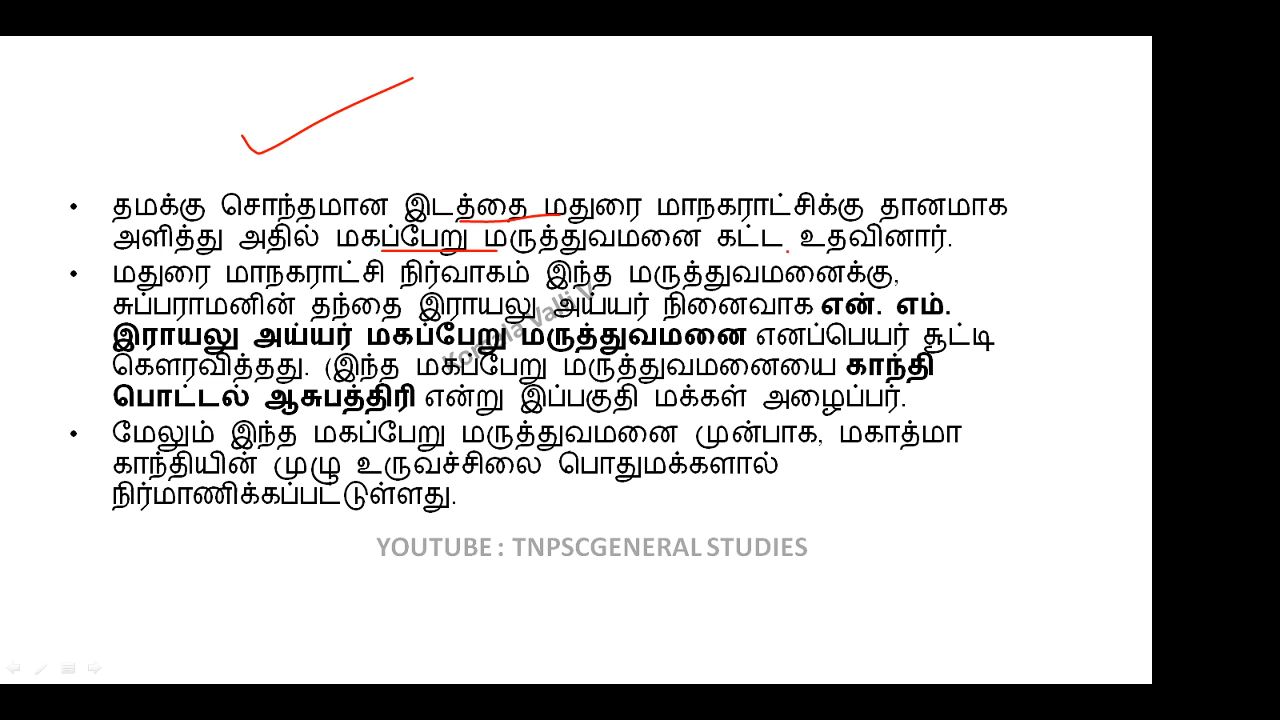 • தமக்கு சொந்தமான இடத்தை மதுரை மாநகராட்சிக்கு தானமாக
அளித்து அதில் மகப்பேறு மருத்துவமனை கட்ட உதவினார்.
• மதுரை மாநகராட்சி நிர்வாகம் இந்த மருத்துவமனைக்கு,
சுப்பராமனின் தந்தை இராயலு அய்யர் நினைவாக என். எம்.
இராயலு அய்யர் மகப்பேறு மருத்துவமனை எனப்பெயர் சூட்டி
கௌரவித்தது. (இந்த மகப்பேறு மருத்துவமனையை காந்தி
பொட்டல் ஆசுபத்திரி என்று இப்பகுதி மக்கள் அழைப்பர்.
• மேலும் இந்த மகப்பேறு மருத்துவமனை முன்பாக, மகாத்மா
காந்தியின் முழு உருவச்சிலை பொதுமக்களால்
நிர்மாணிக்கப்பட்டுள்ளது.
YOUTUBE : TNPSCGENERAL STUDIES